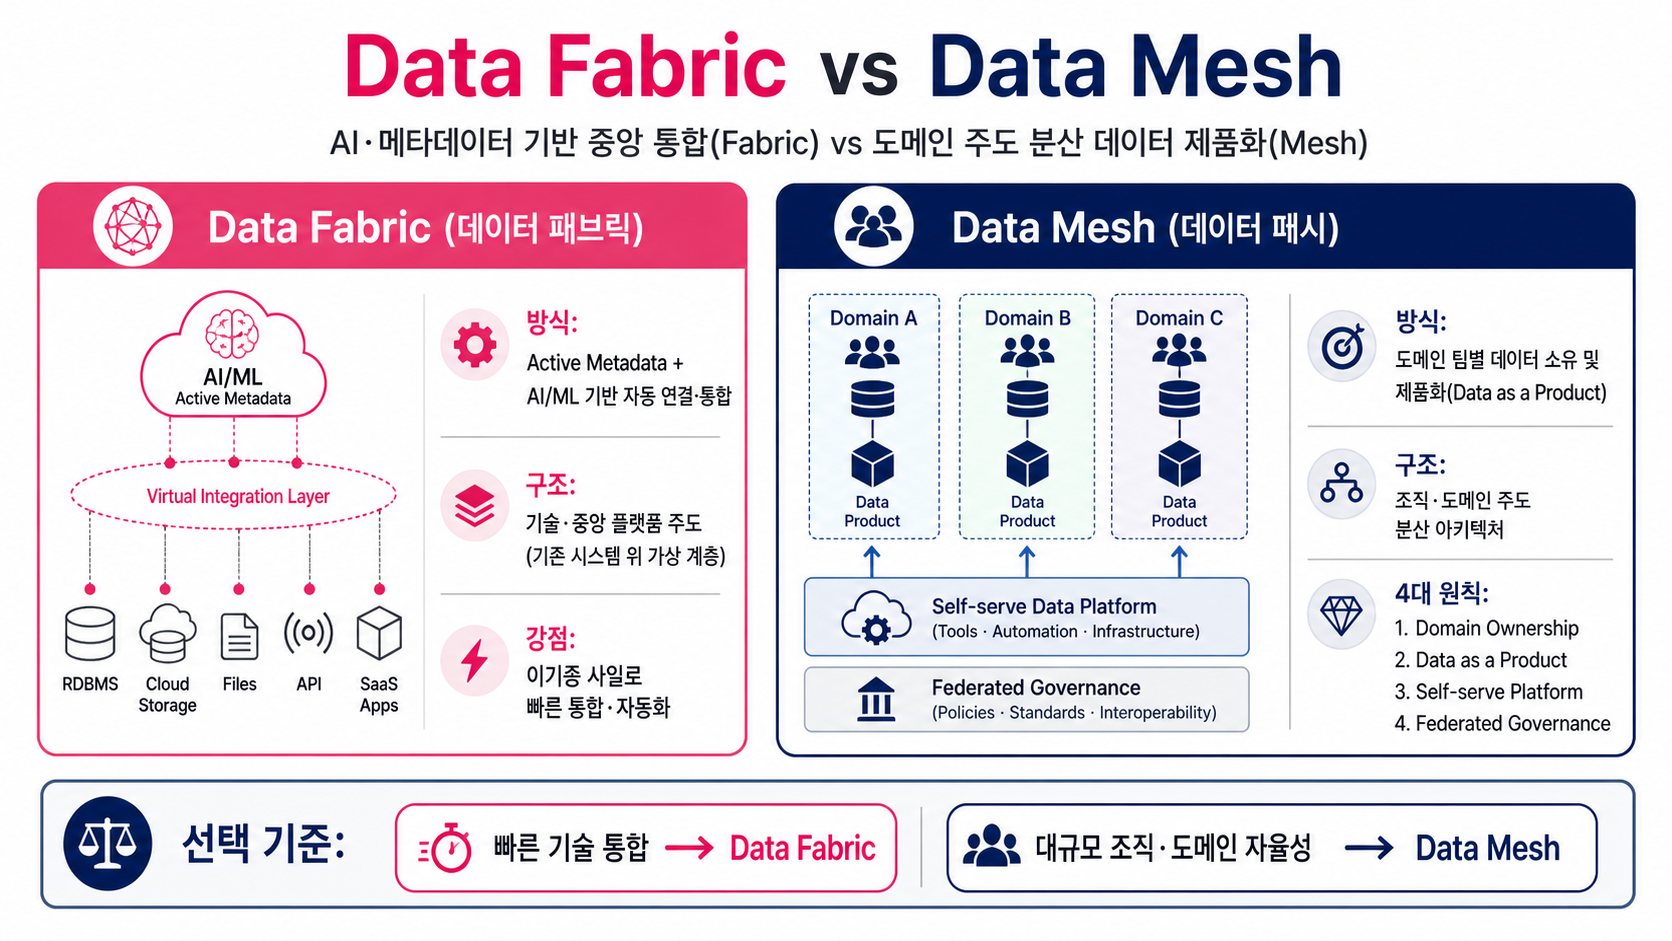 Data Fabric vs Data Mesh
AI·메타데이터 기반 중앙 통합(Fabric) vs 도메인 주도 분산 데이터 제품화(Mesh)
Data Fabric (데이터 패브릭)
AI/ML
Active Metadata
Virtual Integration Layer
RDBMS
Cloud
Storage
Files
API
SaaS
Apps
방식:
Active Metadata +
AI/ML 기반 자동 연결·통합
구조:
기술·중앙 플랫폼 주도
(기존 시스템 위 가상 계층)
강점:
이기종 사일로
빠른 통합·자동화
Data Mesh (데이터 패시)
Domain A
Data
Product
Domain B
Data
Product
Domain C
Data
Product
Self-serve Data Platform
(Tools · Automation · Infrastructure)
Federated Governance
(Policies · Standards · Interoperability)
방식:
도메인 팀별 데이터 소유 및
제품화(Data as a Product)
구조:
조직·도메인 주도
분산 아키텍처
4대 원칙:
1. Domain Ownership
2. Data as a Product
3. Self-serve Platform
4. Federated Governance
선택 기준:
빠른 기술 통합 → Data Fabric
대규모 조직·도메인 자율성 → Data Mesh